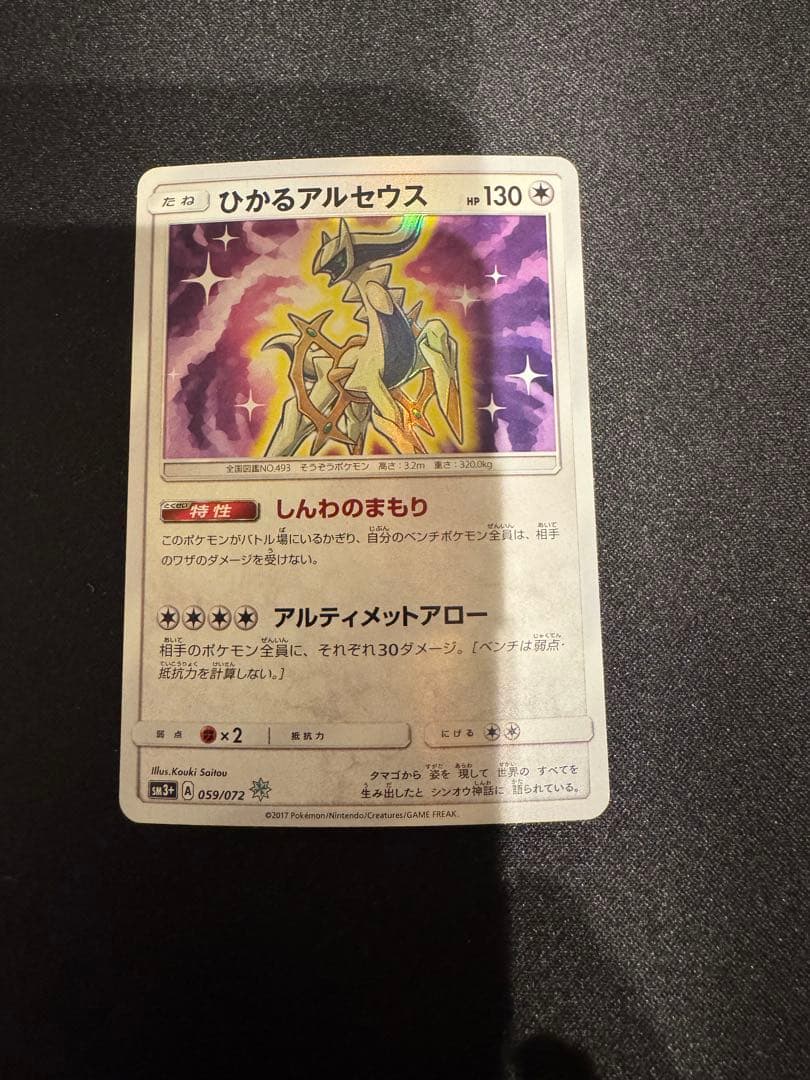 たね ひかるアルセウス HP 130
全国図鑑NO.493 そうぞうポケモン 高さ:3.2m 重さ:320.0kg
とくせい 特性 しんわのまもり
このポケモンがバトル場にいるかぎり、自分のベンチポケモン全員は、相手
のワザのダメージを受けない。
アルティメットアロー
相手のポケモン全員に、それぞれ30ダメージ。[ベンチは弱点・
抵抗力を計算しない。]
弱点 ×2 抵抗力 にげる
Illus.Kouki Saitou
SM3+ A 059/072
タマゴから 姿を 現して 世界の すべてを
生み出したと シンオウ神話に 語られている。
©2017 Pokémon/Nintendo/Creatures/GAME FREAK.